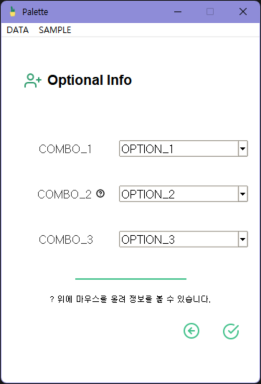 Palette
DATA SAMPLE
Optional Info
COMBO_1 OPTION_1
COMBO_2 OPTION_2
COMBO_3 OPTION_3
? 위에 마우스를 올려 정보를 볼 수 있습니다.